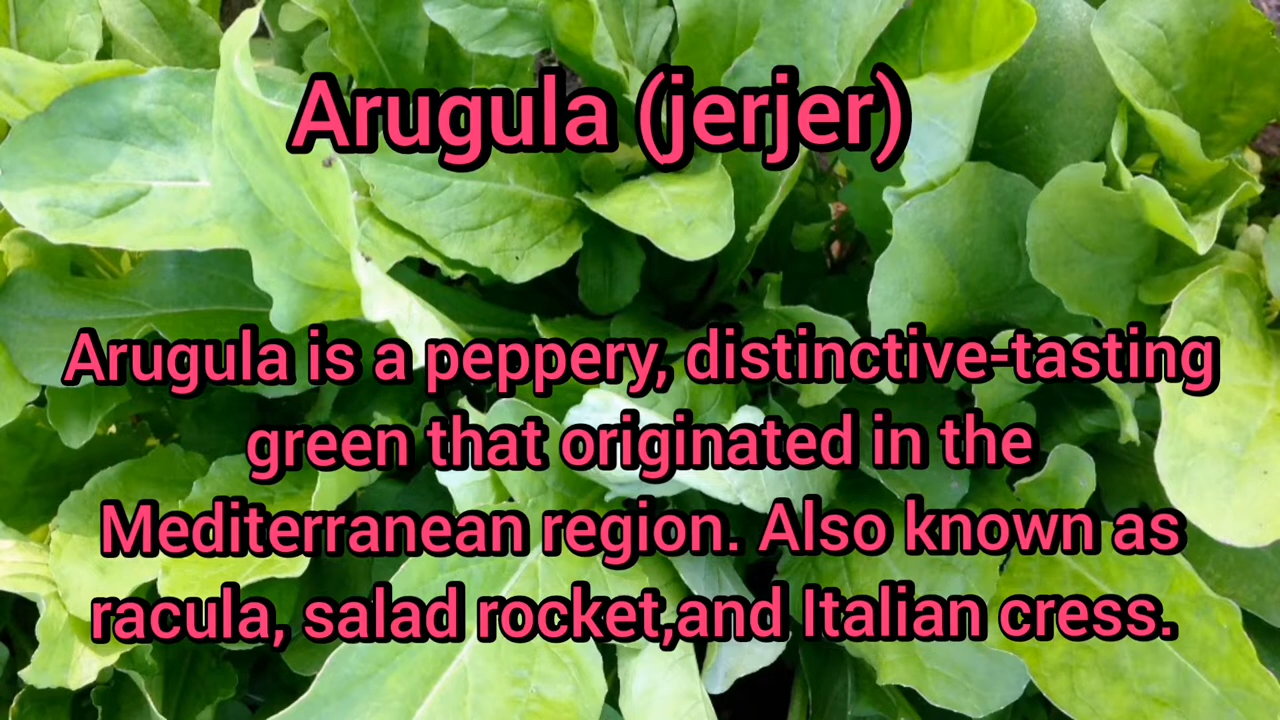 Arugula (jerjer)
Arugula is a peppery, distinctive-tasting
green that originated in the
Mediterranean region. Also known as
racula, salad rocket,and Italian cress.